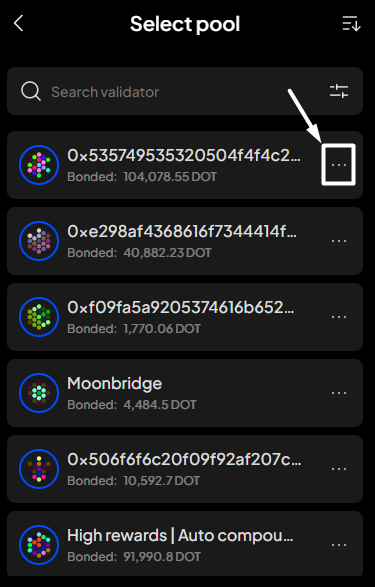 Select pool
Search validator
0x535749535320504f4f4c2...
Bonded: 104,078.55 DOT
0xe298af4368616f7344414f...
Bonded: 40,882.23 DOT
0xf09fa5a9205374616b652...
Bonded: 1,770.06 DOT
Moonbridge
Bonded: 4,484.5 DOT
0x506f6f6c20f09f92af207c...
Bonded: 10,592.7 DOT
High rewards | Auto compou...
Bonded: 91,990.8 DOT